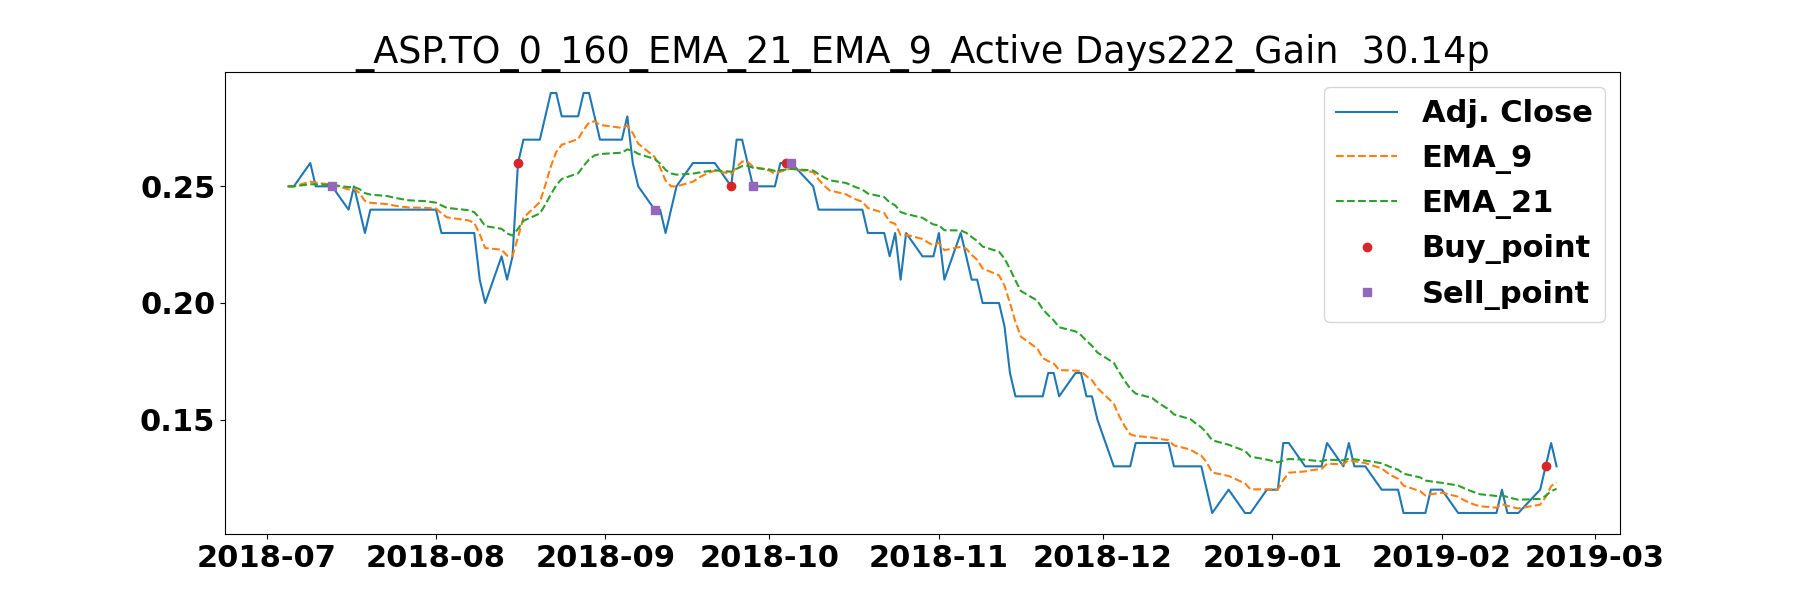 _ASP.TO_0_160_EMA_21_EMA_9_Active Days222_Gain  30.14p
Adj. Close
EMA_9
EMA_21
Buy_point
Sell_point
0.25
0.20
0.15
2018-07 2018-08 2018-09 2018-10 2018-11 2018-12 2019-01 2019-02 2019-03